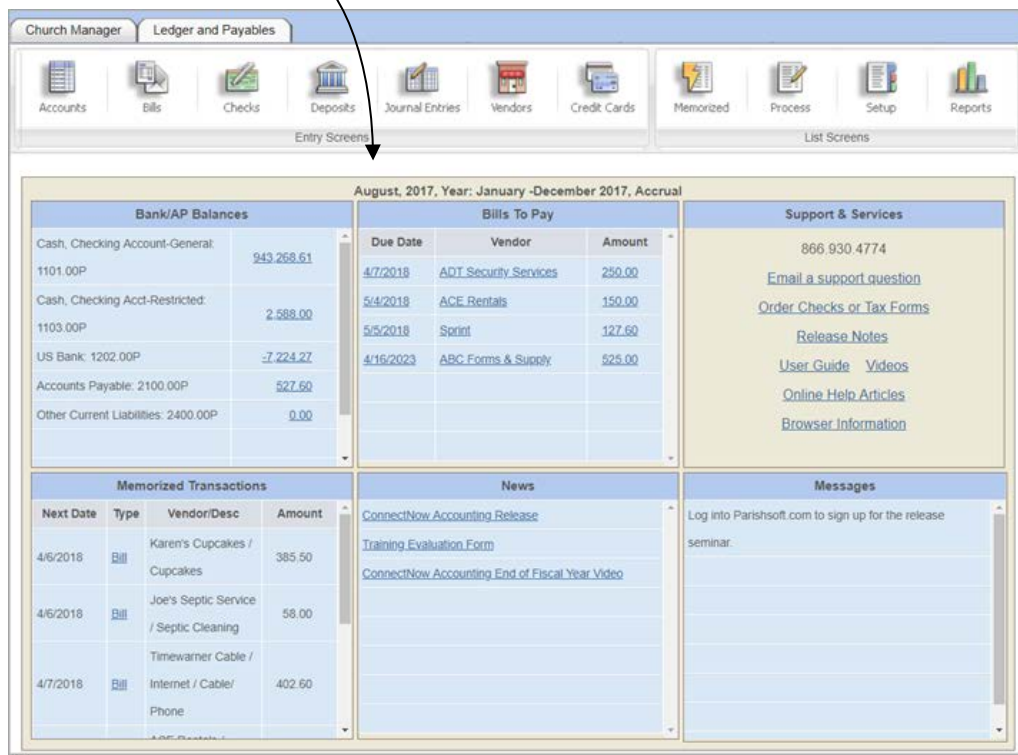 Church Manager Ledger and Payables
Accounts Bills Checks Deposits Journal Entries Vendors Credit Cards Memorized Process Setup Reports
Entry Screens List Screens
August, 2017, Year: January -December 2017, Accrual
Bank/AP Balances
Cash, Checking Account-General:
1101.00P
943,268.61
Cash, Checking Acct-Restricted:
1103.00P
2,588.00
US Bank: 1202.00P -7,224.27
Accounts Payable: 2100.00P 527.60
Other Current Liabilities: 2400.00P 0.00
Bills To Pay
Due Date Vendor Amount
4/7/2018 ADT Security Services 250.00
5/4/2018 ACE Rentals 150.00
5/5/2018 Sprint 127.60
4/16/2023 ABC Forms & Supply 525.00
Support & Services
866.930.4774
Email a support question
Order Checks or Tax Forms
Release Notes
User Guide Videos
Online Help Articles
Browser Information
Memorized Transactions
Next Date Type Vendor/Desc Amount
4/6/2018 Bill Karen's Cupcakes /
Cupcakes
385.50
4/6/2018 Bill Joe's Septic Service
/ Septic Cleaning
58.00
4/7/2018 Bill Timewarner Cable /
Internet / Cable/
Phone
402.60
News
ConnectNow Accounting Release
Training Evaluation Form
ConnectNow Accounting End of Fiscal Year Video
Messages
Log into Parishsoft.com to sign up for the release
seminar.